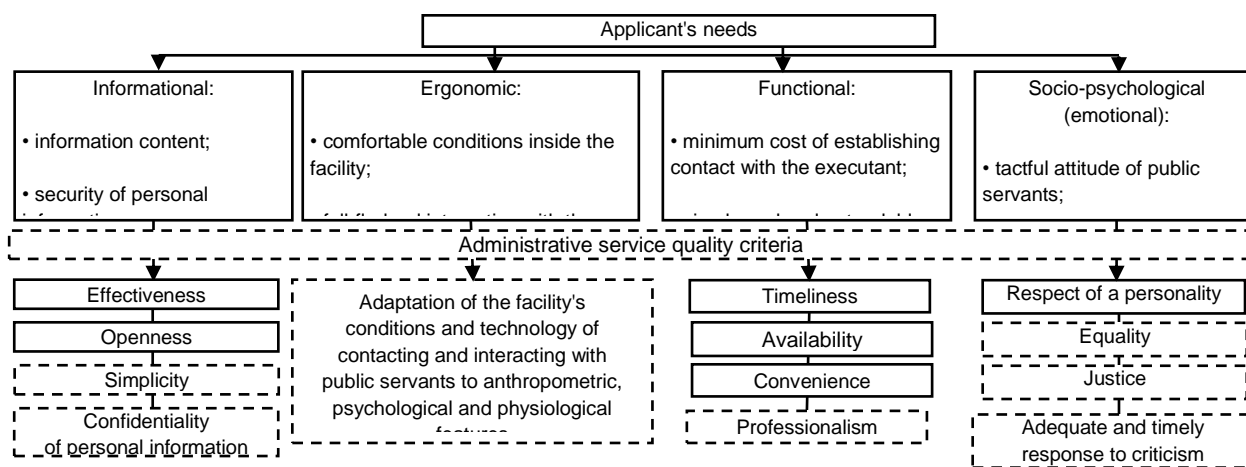 Applicant's needs
Informational:
• information content;
• security of personal
Ergonomic:
• comfortable conditions inside the
facility;
Functional:
• minimum cost of establishing
contact with the executant;
Socio-psychological
(emotional):
• tactful attitude of public
servants;
Administrative service quality criteria
Effectiveness
Openness
Simplicity
Confidentiality
of personal information
Adaptation of the facility's
conditions and technology of
contacting and interacting with
public servants to anthropometric,
psychological and physiological
Timeliness
Availability
Convenience
Professionalism
Respect of a personality
Equality
Justice
Adequate and timely
response to criticism